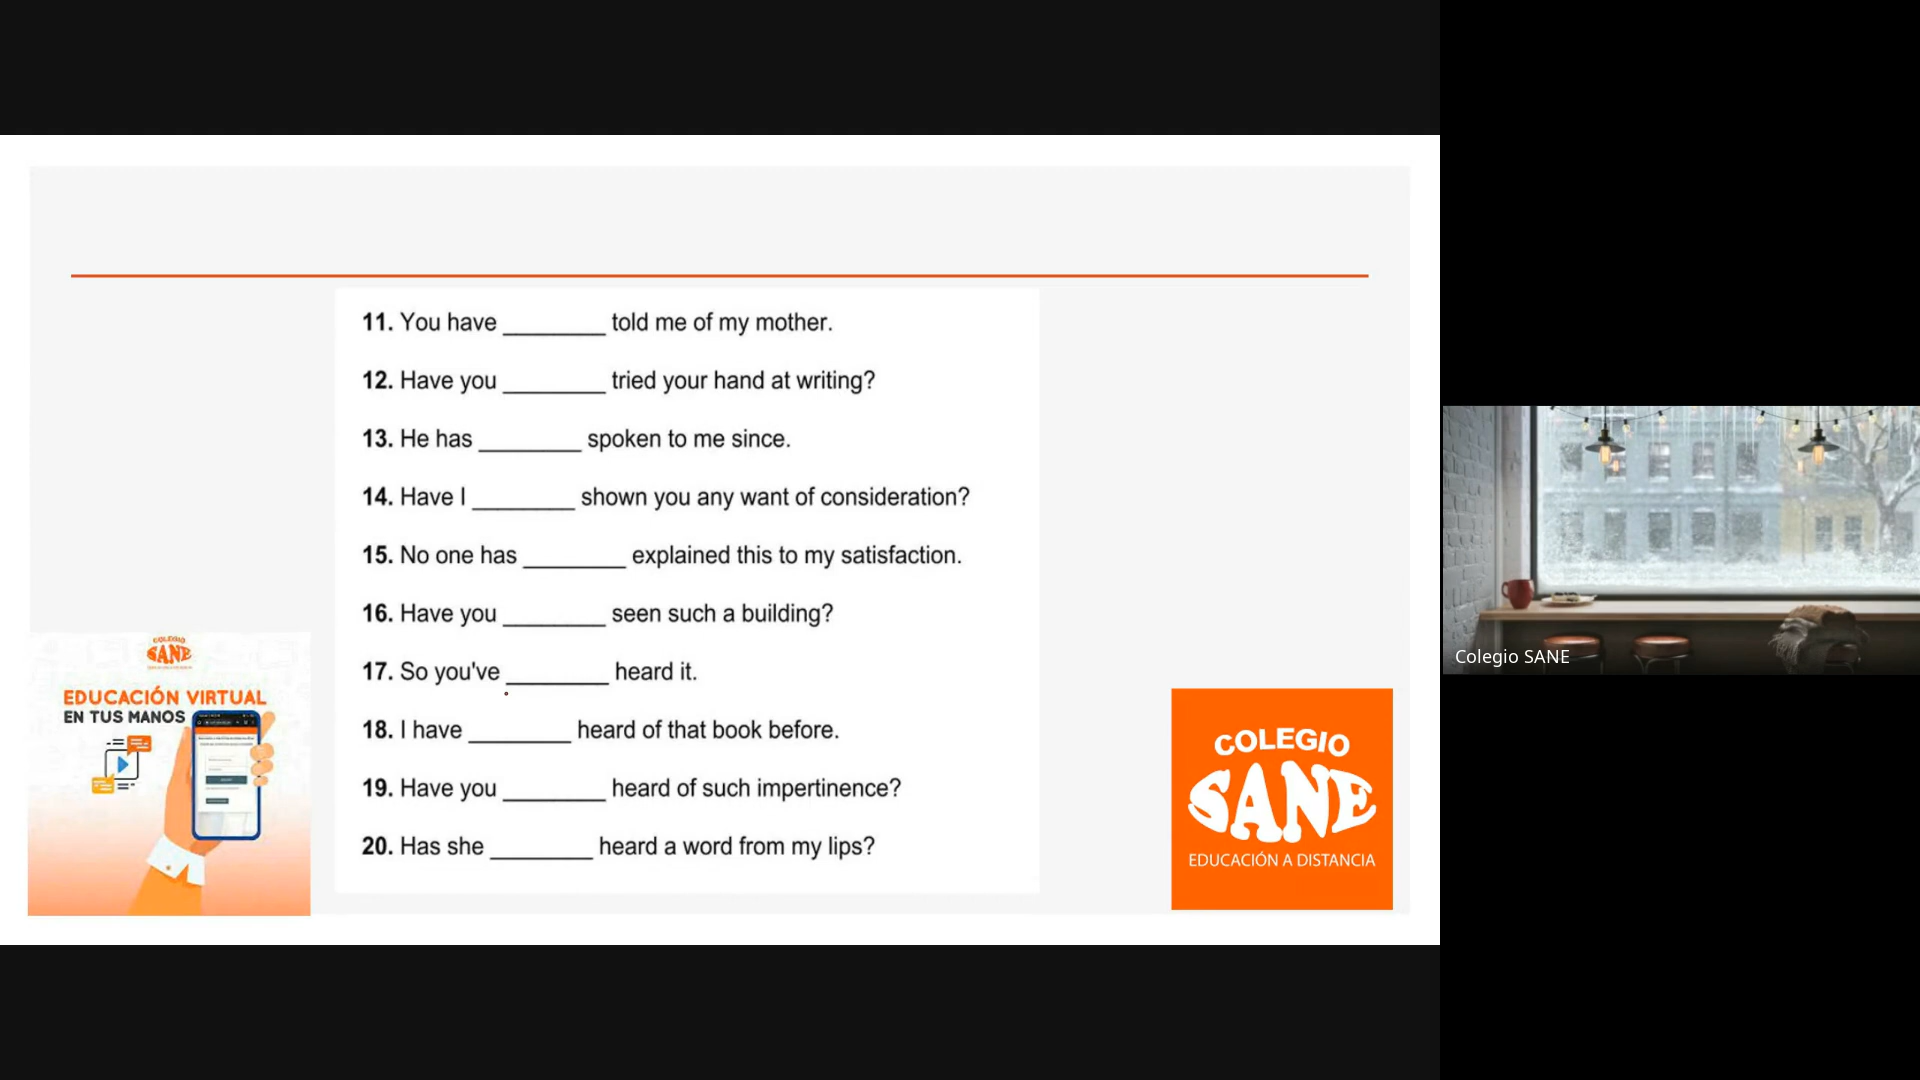 11. You have ________ told me of my mother.
12. Have you ________ tried your hand at writing?
13. He has ________ spoken to me since.
14. Have I ________ shown you any want of consideration?
15. No one has ________ explained this to my satisfaction.
16. Have you ________ seen such a building?
17. So you've ________ heard it.
18. I have ________ heard of that book before.
19. Have you ________ heard of such impertinence?
20. Has she ________ heard a word from my lips?
COLEGIO
SANE
EDUCACIÓN VIRTUAL
EN TUS MANOS
COLEGIO
SANE
EDUCACIÓN A DISTANCIA
Colegio SANE